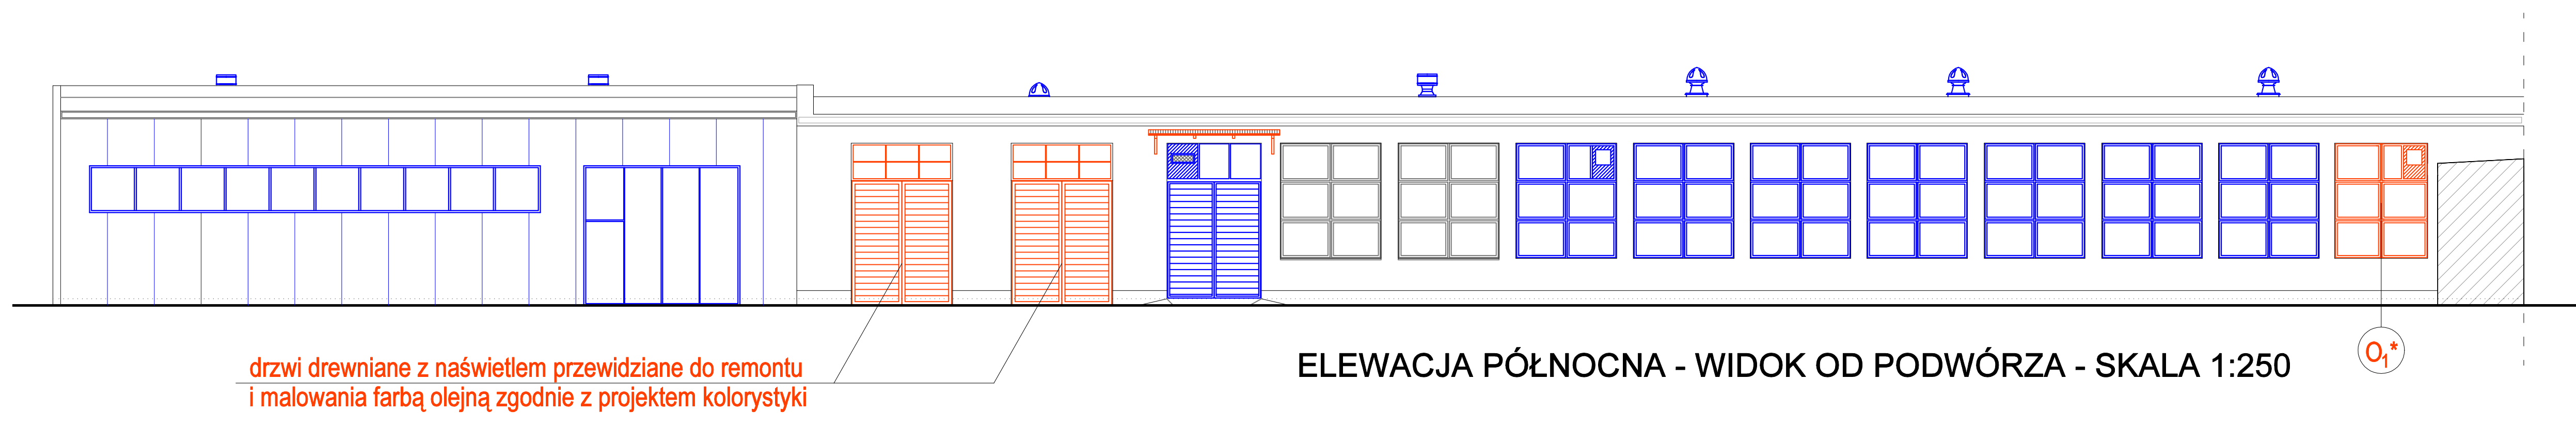 drzwi drewniane z naświetlem przewidziane do remontu
i malowania farbą olejną zgodnie z projektem kolorystyki
ELEWACJA PÓŁNOCNA - WIDOK OD PODWÓRZA - SKALA 1:250
O1*